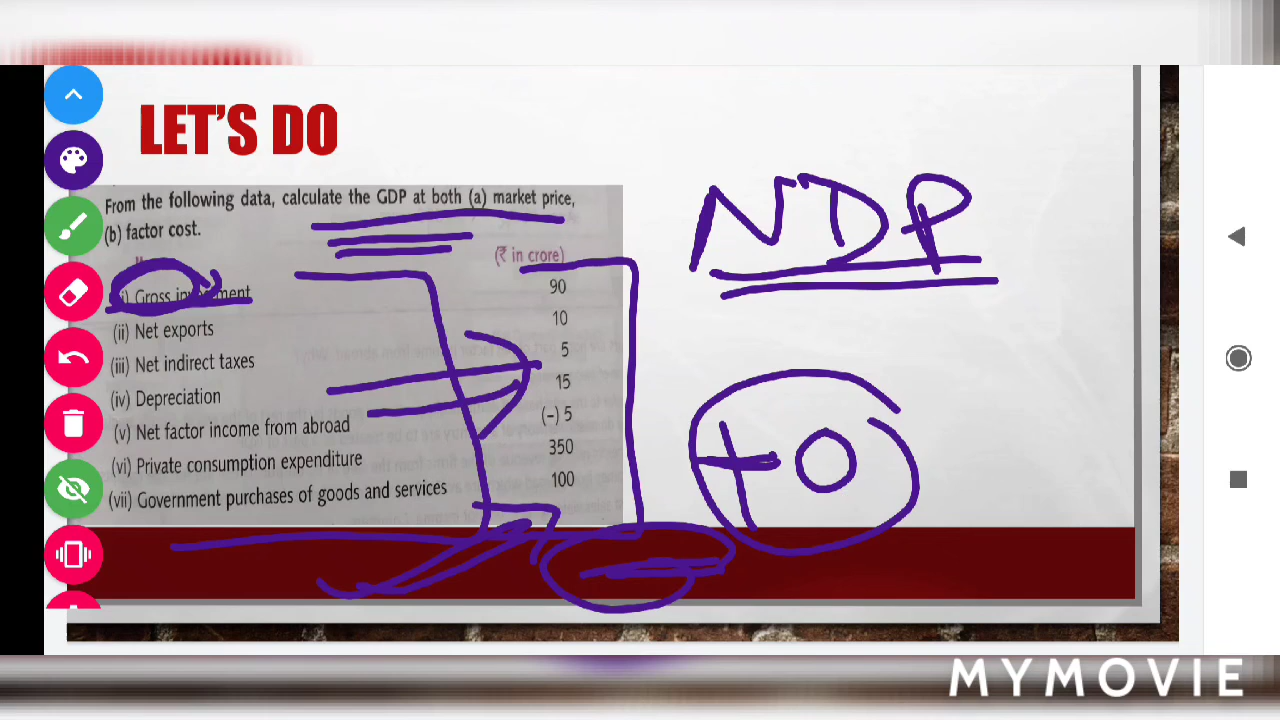 LET'S DO
From the following data, calculate the GDP at both (a) market price,
(b) factor cost.
(₹ in crore)
Gross investment 90
(ii) Net exports 10
(iii) Net indirect taxes 5
(iv) Depreciation 15
(v) Net factor income from abroad (–) 5
(vi) Private consumption expenditure 350
(vii) Government purchases of goods and services 100
NDP
+ O
MYMOVIE